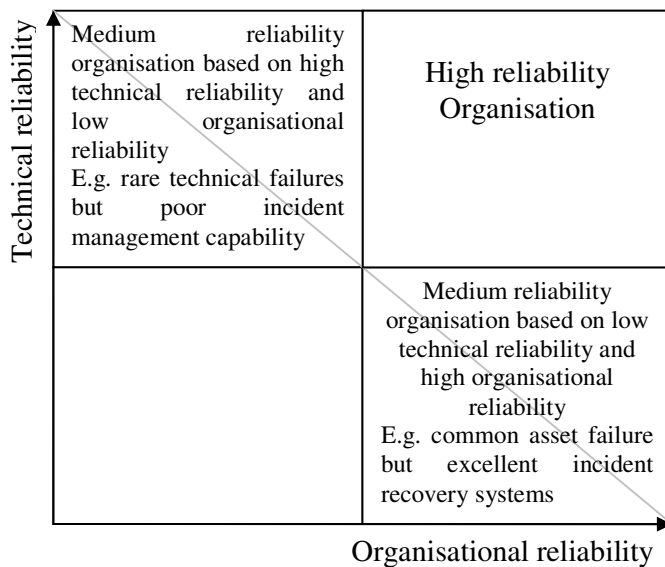 Technical reliability
Medium reliability
organisation based on high
technical reliability and
low organisational
reliability
E.g. rare technical failures
but poor incident
management capability
High reliability
Organisation
Medium reliability
organisation based on low
technical reliability and
high organisational
reliability
E.g. common asset failure
but excellent incident
recovery systems
Organisational reliability